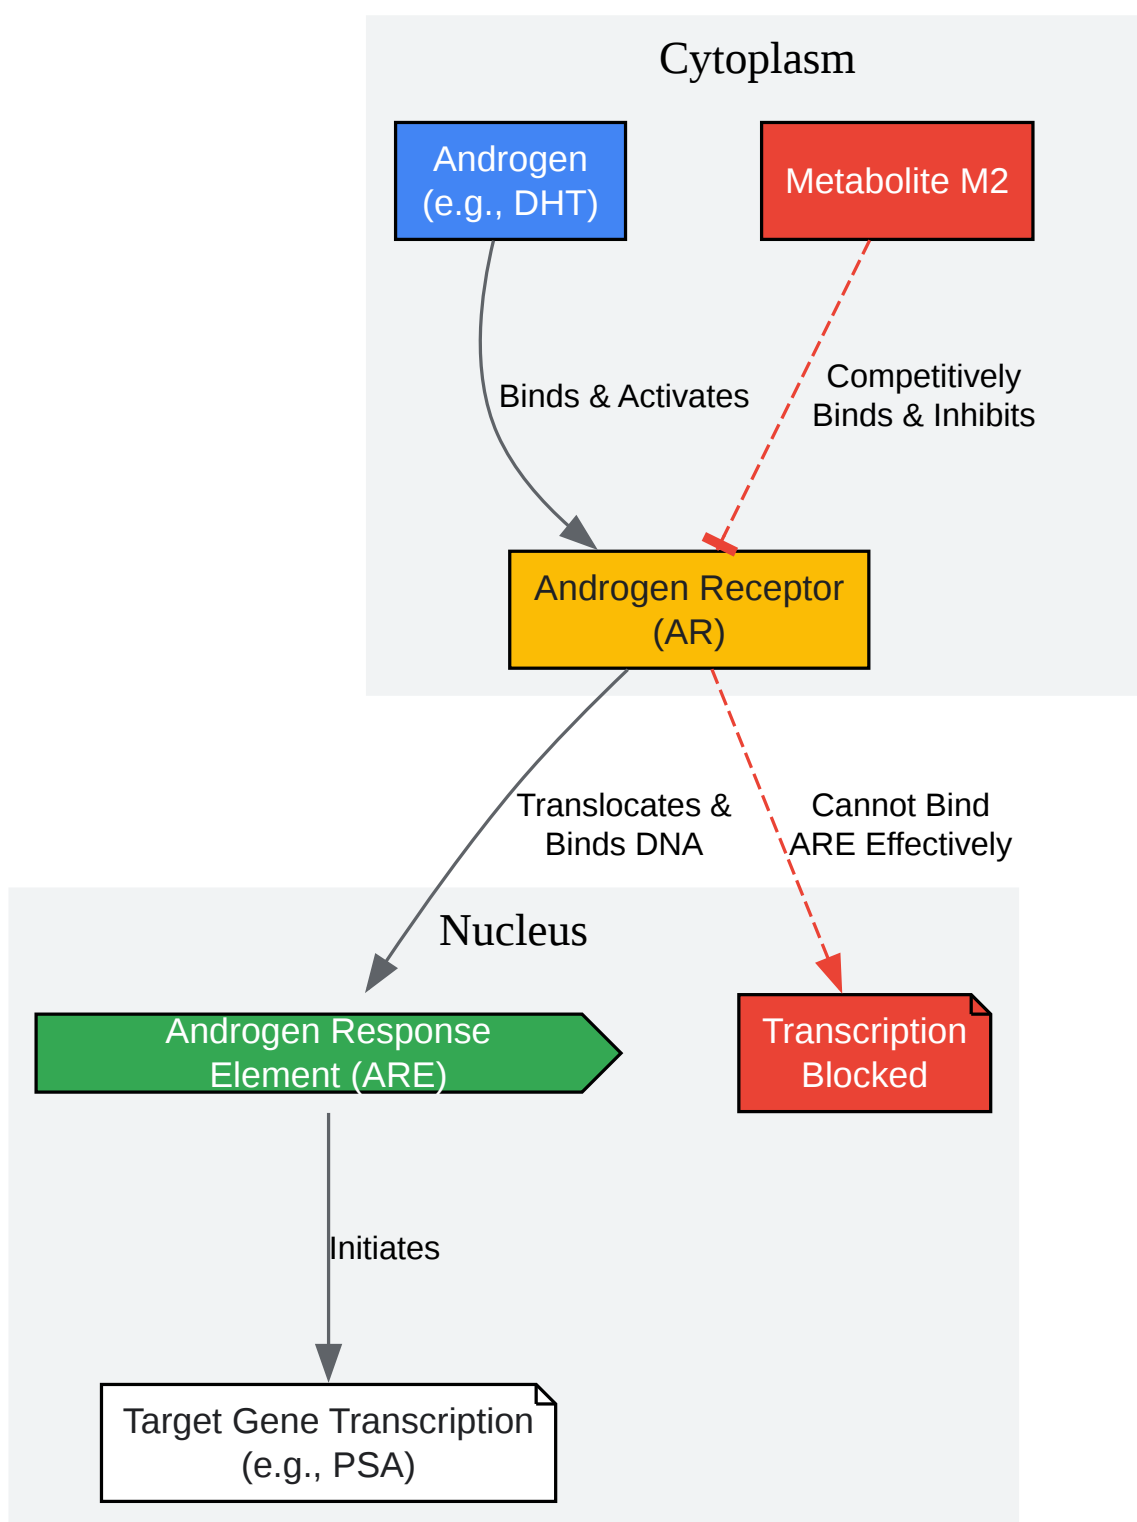 Cytoplasm
Androgen
(e.g., DHT)
Metabolite M2
Binds & Activates
Competitively
Binds & Inhibits
Androgen Receptor
(AR)
Translocates &
Binds DNA
Cannot Bind
ARE Effectively
Nucleus
Androgen Response
Element (ARE)
Transcription
Blocked
Initiates
Target Gene Transcription
(e.g., PSA)